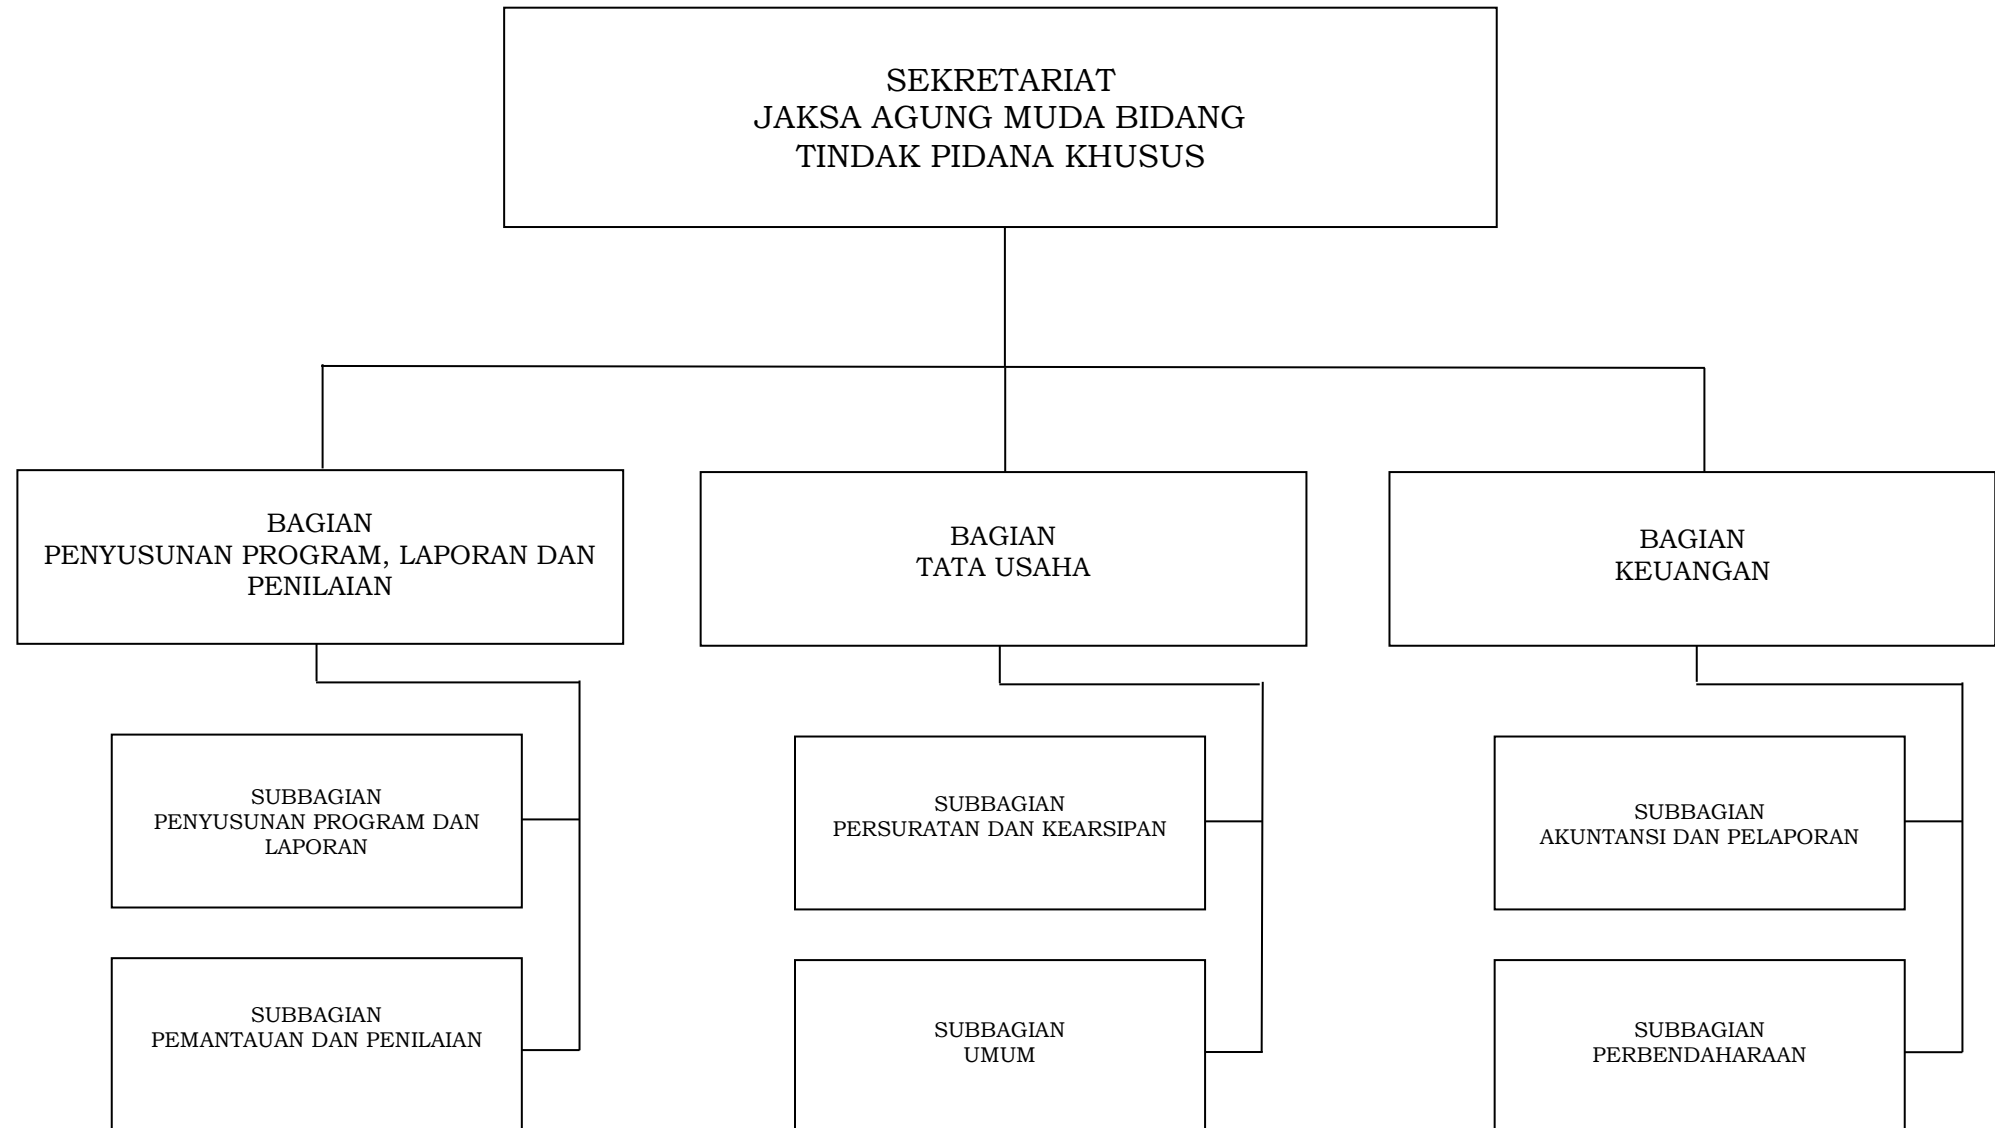 SEKRETARIAT
JAKSA AGUNG MUDA BIDANG
TINDAK PIDANA KHUSUS
BAGIAN
PENYUSUNAN PROGRAM, LAPORAN DAN
PENILAIAN
BAGIAN
TATA USAHA
BAGIAN
KEUANGAN
SUBBAGIAN
PENYUSUNAN PROGRAM DAN
LAPORAN
SUBBAGIAN
PERSURATAN DAN KEARSIPAN
SUBBAGIAN
AKUNTANSI DAN PELAPORAN
SUBBAGIAN
PEMANTAUAN DAN PENILAIAN
SUBBAGIAN
UMUM
SUBBAGIAN
PERBENDAHARAAN